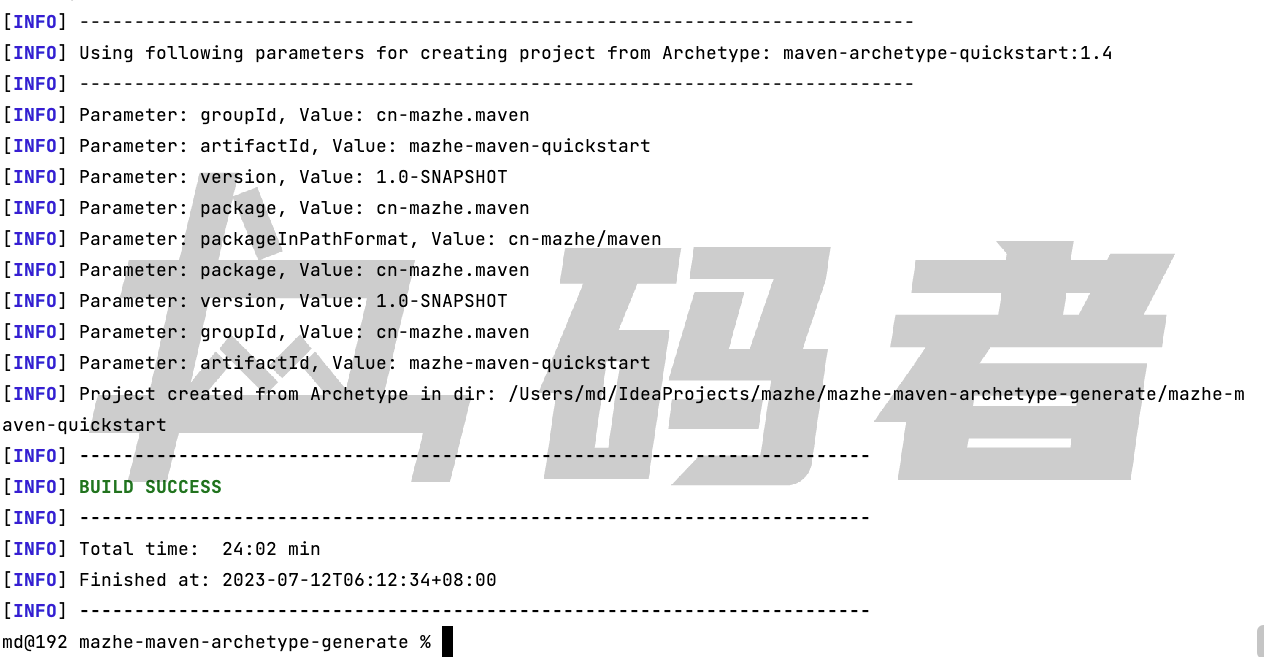 [INFO] ------------------------------------------------------------------------
[INFO] Using following parameters for creating project from Archetype: maven-archetype-quickstart:1.4
[INFO] ------------------------------------------------------------------------
[INFO] Parameter: groupId, Value: cn-mazhe.maven
[INFO] Parameter: artifactId, Value: mazhe-maven-quickstart
[INFO] Parameter: version, Value: 1.0-SNAPSHOT
[INFO] Parameter: package, Value: cn-mazhe.maven
[INFO] Parameter: packageInPathFormat, Value: cn-mazhe/maven
[INFO] Parameter: package, Value: cn-mazhe.maven
[INFO] Parameter: version, Value: 1.0-SNAPSHOT
[INFO] Parameter: groupId, Value: cn-mazhe.maven
[INFO] Parameter: artifactId, Value: mazhe-maven-quickstart
[INFO] Project created from Archetype in dir: /Users/md/IdeaProjects/mazhe/mazhe-maven-archetype-generate/mazhe-m
aven-quickstart
[INFO] ------------------------------------------------------------------------
[INFO] BUILD SUCCESS
[INFO] ------------------------------------------------------------------------
[INFO] Total time:  24:02 min
[INFO] Finished at: 2023-07-12T06:12:34+08:00
[INFO] ------------------------------------------------------------------------
md@192 mazhe-maven-archetype-generate %
码者